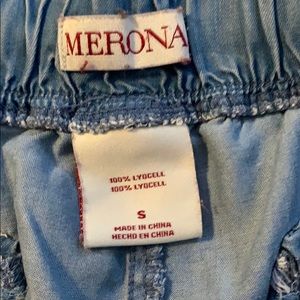 MERONA
100% LYOCELL
100% LYOCELL
S
MADE IN CHINA
HECHO EN CHINA